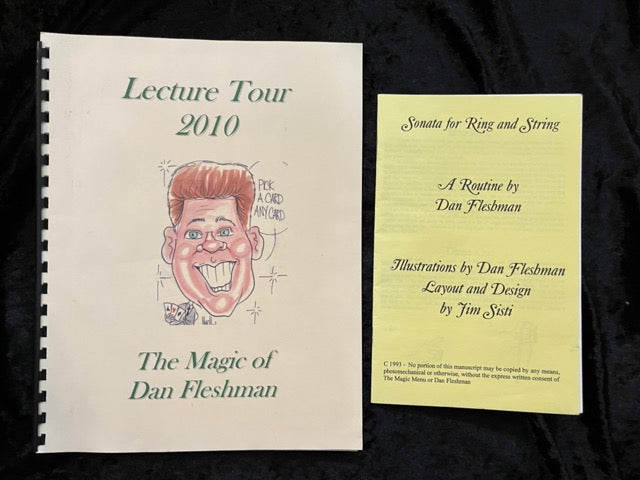 Lecture Tour
2010
PICK
A CARD
ANY CARD
The Magic of
Dan Fleshman
Sonata for Ring and String
A Routine by
Dan Fleshman
Illustrations by Dan Fleshman
Layout and Design
by Jim Sisti
C 1993 - No portion of this manuscript may be copied by any means,
photomechanical or otherwise, without the express written consent of
The Magic Menu or Dan Fleshman